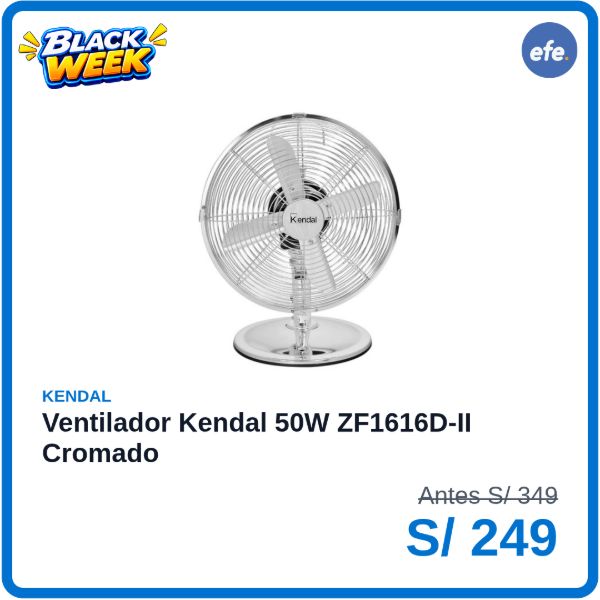 BLACK
WEEK
efe.
Kendal
KENDAL
Ventilador Kendal 50W ZF1616D-II
Cromado
Antes S/ 349
S/ 249